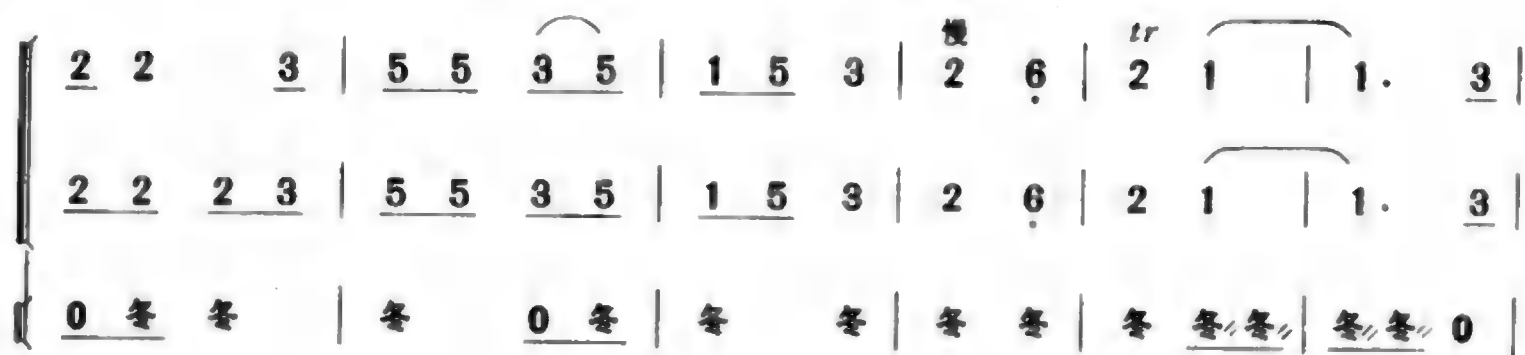 慢 tr
2 2 3 | 5 5 3 5 | 1 5 3 | 2 6 | 2 1 | 1. 3 |
2 2 2 3 | 5 5 3 5 | 1 5 3 | 2 6 | 2 1 | 1. 3 |
0 冬 冬 | 冬 0 冬 | 冬 冬 | 冬 冬 | 冬 冬〃 冬〃 | 冬〃 冬〃 0 |